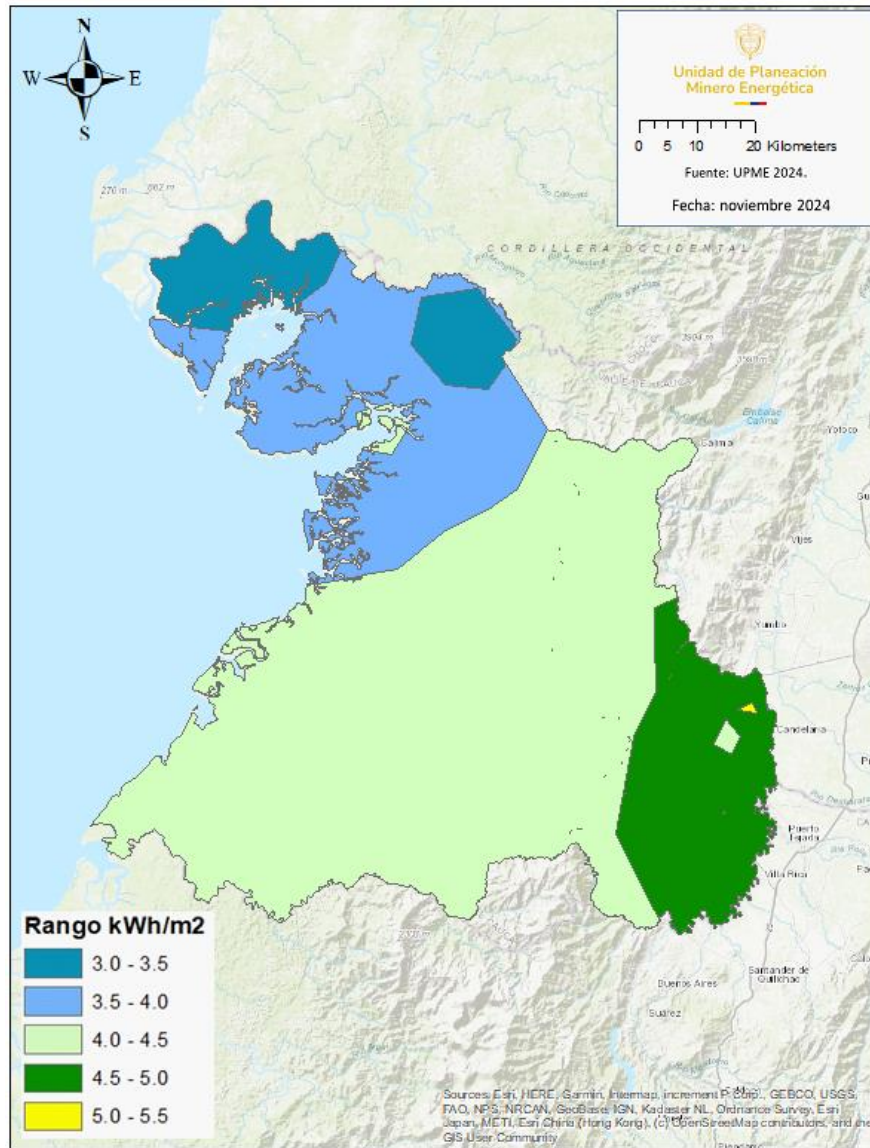 N
W E
S
Unidad de Planeación
Minero Energética
0 5 10 20 Kilometers
Fuente: UPME 2024.
Fecha: noviembre 2024
276 m
CORDILLERA OCCIDENTAL
Embalse
Calima
Calima
Yotoco
Vijes
Yumbo
Candelaria
Puerto
Tejada
Villa Rica
Santander de
Quilichao
Buenos Aires
Suárez
Rango kWh/m2
3.0 - 3.5
3.5 - 4.0
4.0 - 4.5
4.5 - 5.0
5.0 - 5.5
Sources: Esri, HERE, Garmin, Intermap, increment P Corp., GEBCO, USGS,
FAO, NPS, NRCAN, GeoBase, IGN, Kadaster NL, Ordnance Survey, Esri
Japan, METI, Esri China (Hong Kong), (c) OpenStreetMap contributors, and the
GIS User Community